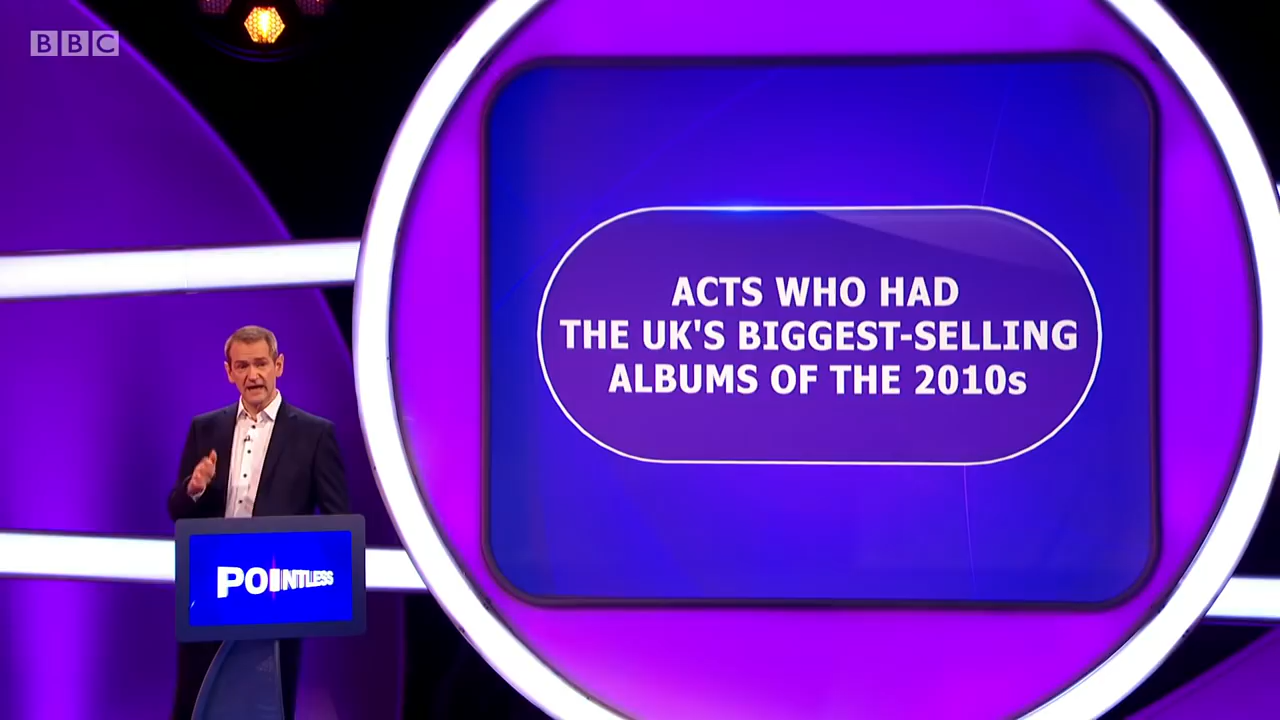 BBC
ACTS WHO HAD
THE UK'S BIGGEST-SELLING
ALBUMS OF THE 2010s
POINTLESS